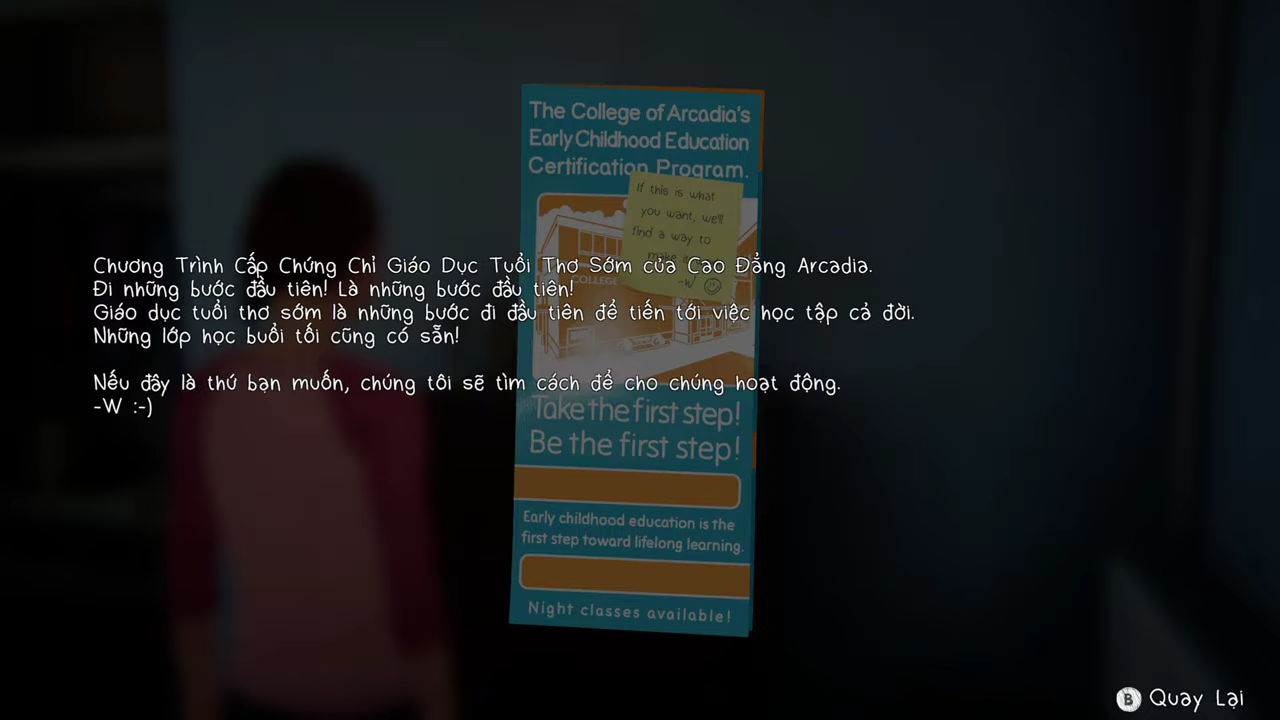 The College of Arcadia's
Early Childhood Education
Certification Program.
If this is what
you want, we'll
find a way to
make it
-W
COLLEGE
Chương Trình Cấp Chứng Chỉ Giáo Dục Tuổi Thơ Sớm của Cao Đẳng Arcadia.
Đi những bước đầu tiên! Là những bước đầu tiên!
Giáo dục tuổi thơ sớm là những bước đi đầu tiên để tiến tới việc học tập cả đời.
Những lớp học buổi tối cũng có sẵn!
Nếu đây là thứ bạn muốn, chúng tôi sẽ tìm cách để cho chúng hoạt động.
-W :-)
Take the first step!
Be the first step!
Early childhood education is the
first step toward lifelong learning.
Night classes available!
B Quay Lại